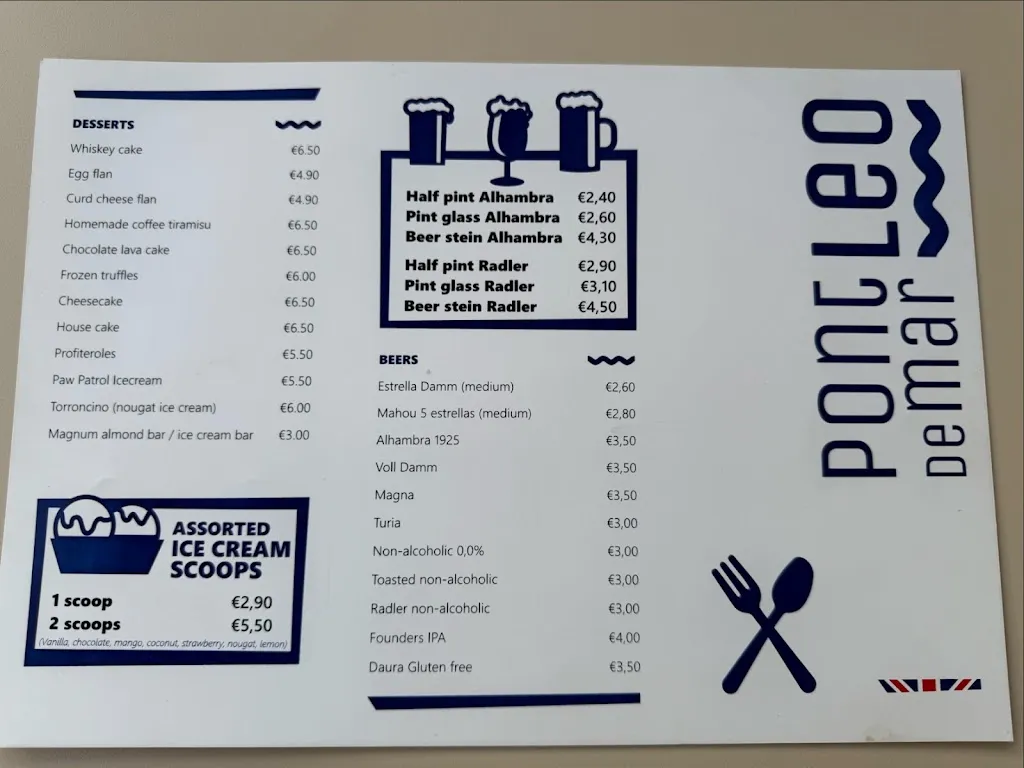 DESSERTS
Whiskey cake €6.50
Egg flan €4.90
Curd cheese flan €4.90
Homemade coffee tiramisu €6.50
Chocolate lava cake €6.50
Frozen truffles €6.00
Cheesecake €6.50
House cake €6.50
Profiteroles €5.50
Paw Patrol Icecream €5.50
Torroncino (nougat ice cream) €6.00
Magnum almond bar / ice cream bar €3.00
ASSORTED
ICE CREAM
SCOOPS
1 scoop €2,90
2 scoops €5,50
(Vanilla, chocolate, mango, coconut, strawberry, nougat, lemon)
Half pint Alhambra €2,40
Pint glass Alhambra €2,60
Beer stein Alhambra €4,30
Half pint Radler €2,90
Pint glass Radler €3,10
Beer stein Radler €4,50
BEERS
Estrella Damm (medium) €2,60
Mahou 5 estrellas (medium) €2,80
Alhambra 1925 €3,50
Voll Damm €3,50
Magna €3,50
Turia €3,00
Non-alcoholic 0,0% €3,00
Toasted non-alcoholic €3,00
Radler non-alcoholic €3,00
Founders IPA €4,00
Daura Gluten free €3,50
PONT LEO
DEMAR